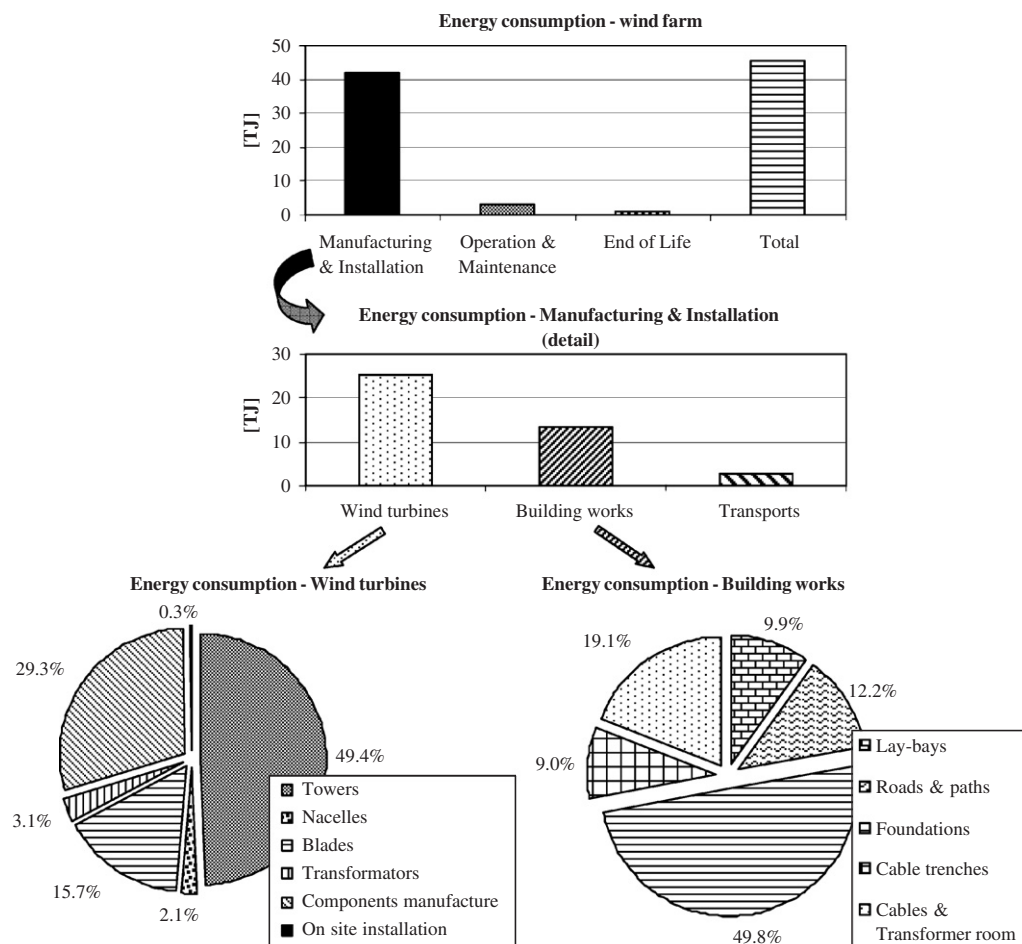 Energy consumption - wind farm
[TJ]
50
40
30
20
10
0
Manufacturing
& Installation
Operation &
Maintenance
End of Life
Total
Energy consumption - Manufacturing & Installation
(detail)
[TJ]
30
20
10
0
Wind turbines
Building works
Transports
Energy consumption - Wind turbines
0.3%
29.3%
49.4%
3.1%
15.7%
2.1%
Towers
Nacelles
Blades
Transformators
Components manufacture
On site installation
Energy consumption - Building works
9.9%
19.1%
12.2%
9.0%
49.8%
Lay-bays
Roads & paths
Foundations
Cable trenches
Cables &
Transformer room